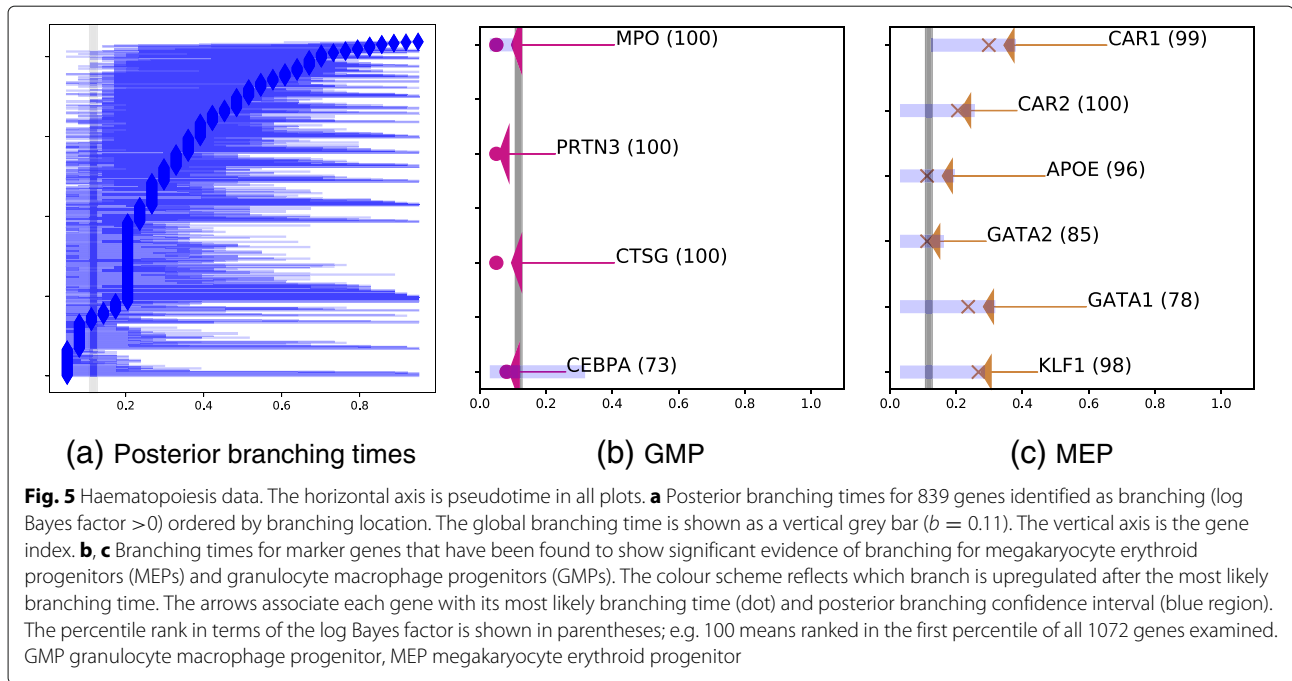 MPO (100)
PRTN3 (100)
CTSG (100)
CEBPA (73)
CAR1 (99)
CAR2 (100)
APOE (96)
GATA2 (85)
GATA1 (78)
KLF1 (98)
0.2 0.4 0.6 0.8
0.0 0.2 0.4 0.6 0.8 1.0
0.0 0.2 0.4 0.6 0.8 1.0
(a) Posterior branching times
(b) GMP
(c) MEP
Fig. 5 Haematopoiesis data. The horizontal axis is pseudotime in all plots. a Posterior branching times for 839 genes identified as branching (log
Bayes factor >0) ordered by branching location. The global branching time is shown as a vertical grey bar (b = 0.11). The vertical axis is the gene
index. b, c Branching times for marker genes that have been found to show significant evidence of branching for megakaryocyte erythroid
progenitors (MEPs) and granulocyte macrophage progenitors (GMPs). The colour scheme reflects which branch is upregulated after the most likely
branching time. The arrows associate each gene with its most likely branching time (dot) and posterior branching confidence interval (blue region).
The percentile rank in terms of the log Bayes factor is shown in parentheses; e.g. 100 means ranked in the first percentile of all 1072 genes examined.
GMP granulocyte macrophage progenitor, MEP megakaryocyte erythroid progenitor